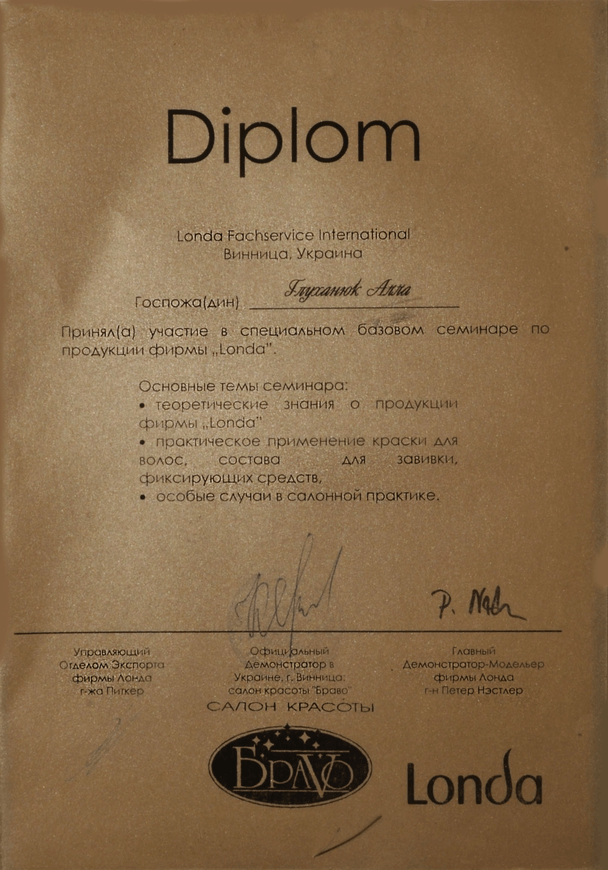 Diplom
Londa Fachservice International
Винница, Украина
Госпожа(дин) Глуханюк Алла
Принял(а) участие в специальном базовом семинаре по
продукции фирмы „Londa".
Основные темы семинара:
• теоретические знания о продукции
фирмы „Londa"
• практическое применение краски для
волос, состава для завивки,
фиксирующих средств,
• особые случаи в салонной практике.
P.
Управляющий
Отделом Экспорта
фирмы Лонда
г-жа Питкер
Официальный
Демонстратор в
Украине, г. Винница:
салон красоты "Браво"
Главный
Демонстратор-Модельер
фирмы Лонда
г-н Петер Нэстлер
САЛОН КРАСОТЫ
БРАVО
Londa